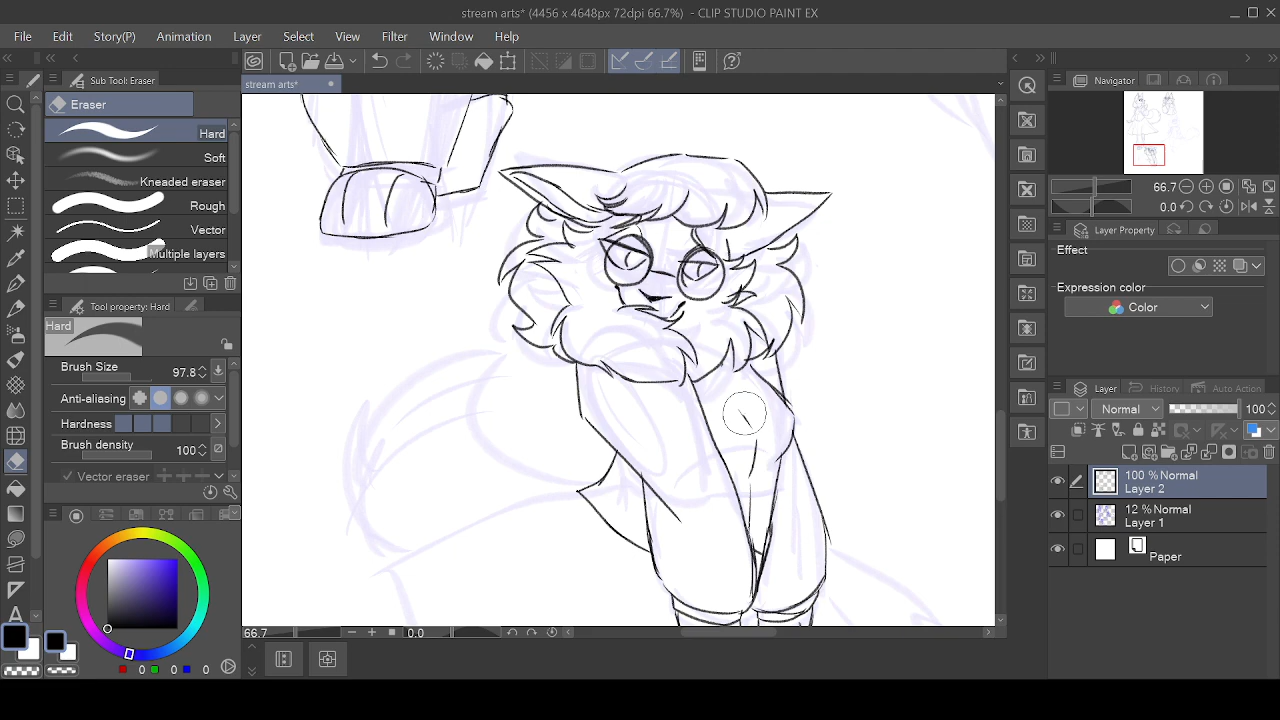 stream arts* (4456 x 4648px 72dpi 66.7%) - CLIP STUDIO PAINT EX
File Edit Story(P) Animation Layer Select View Filter Window Help
Sub Tool: Eraser
stream arts*
Navigator
Eraser
Hard
Soft
Kneaded eraser
Rough
Vector
Multiple layers
66.7
0.0
Layer Property
Effect
Expression color
Color
Tool property: Hard
Hard
Brush Size 97.8
Anti-aliasing
Hardness
Brush density 100
Vector eraser
Layer History Auto Action
Normal 100
100 % Normal
Layer 2
12 % Normal
Layer 1
Paper
A
66.7 0.0
0 0 0